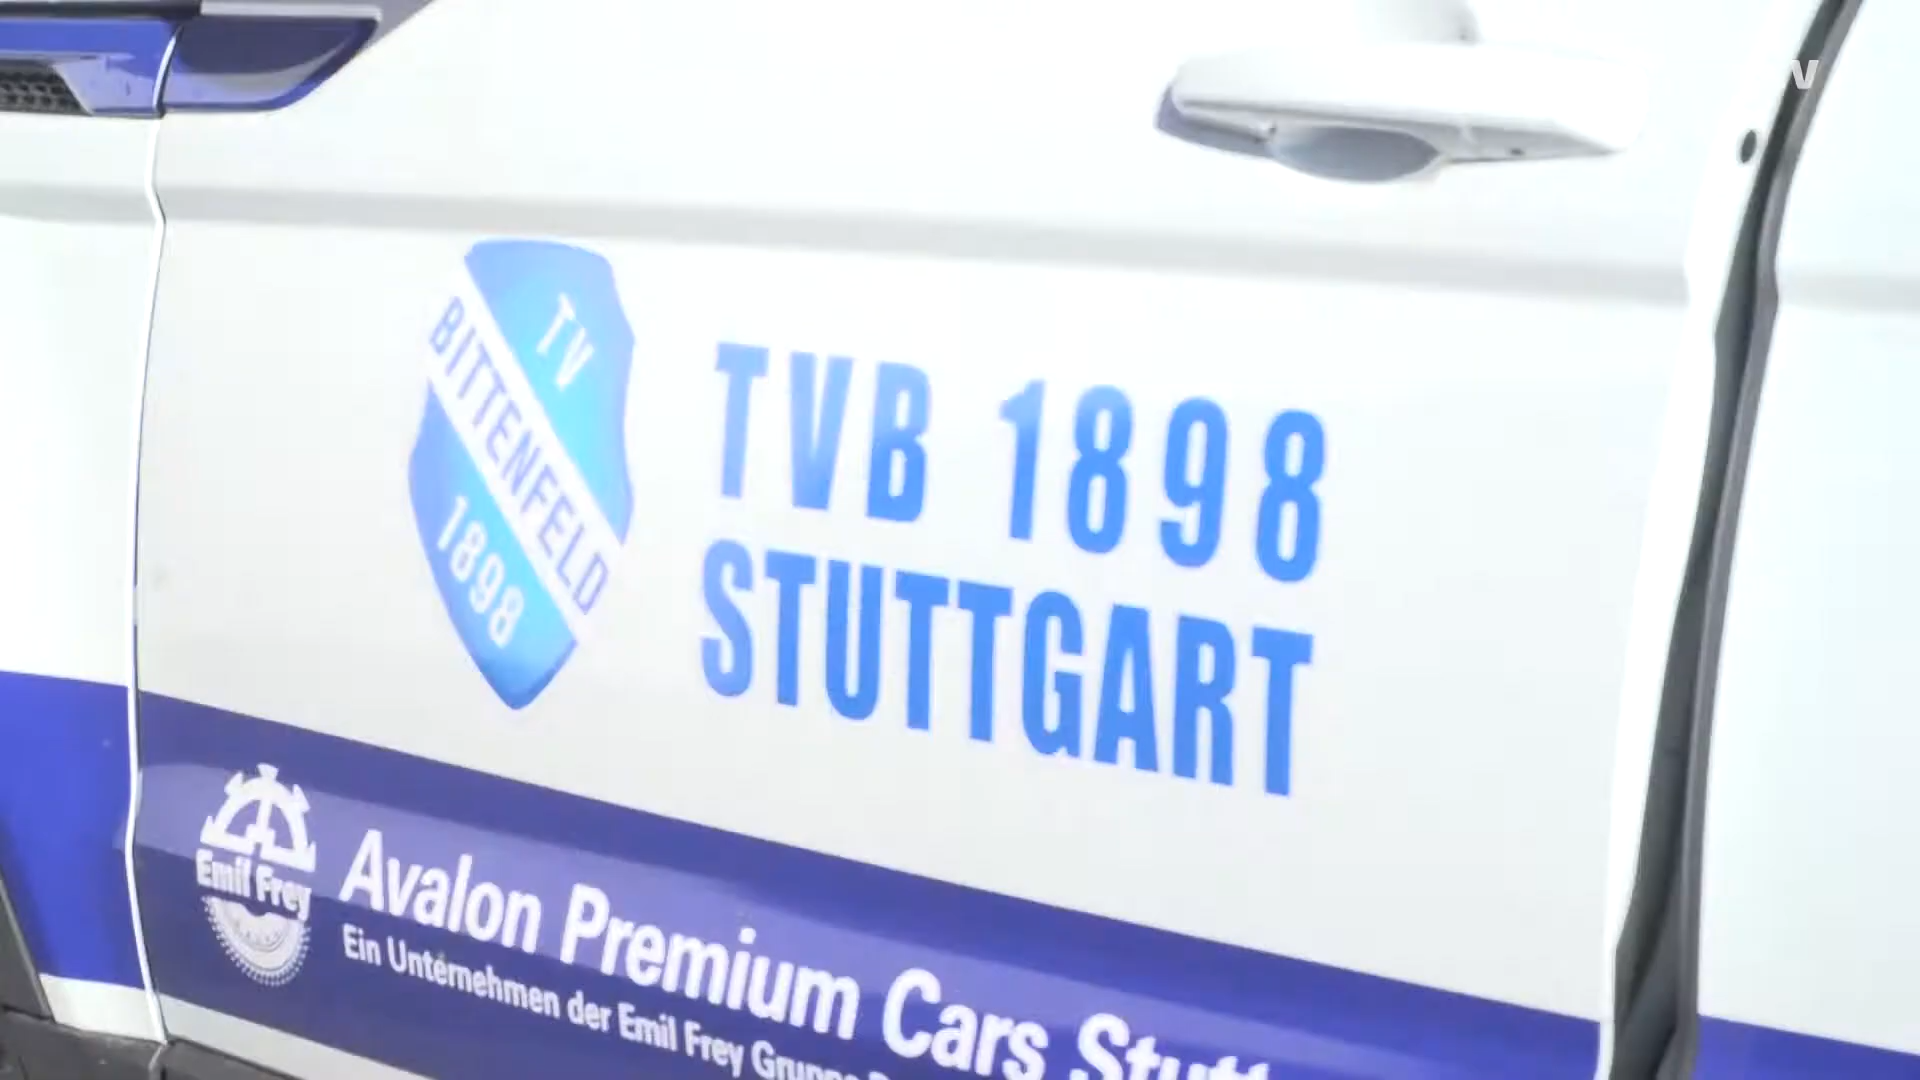 TV
BITTENFELD
1898
TVB 1898
STUTTGART
Emil Frey
Avalon Premium Cars
Ein Unternehmen der Emil Frey
V